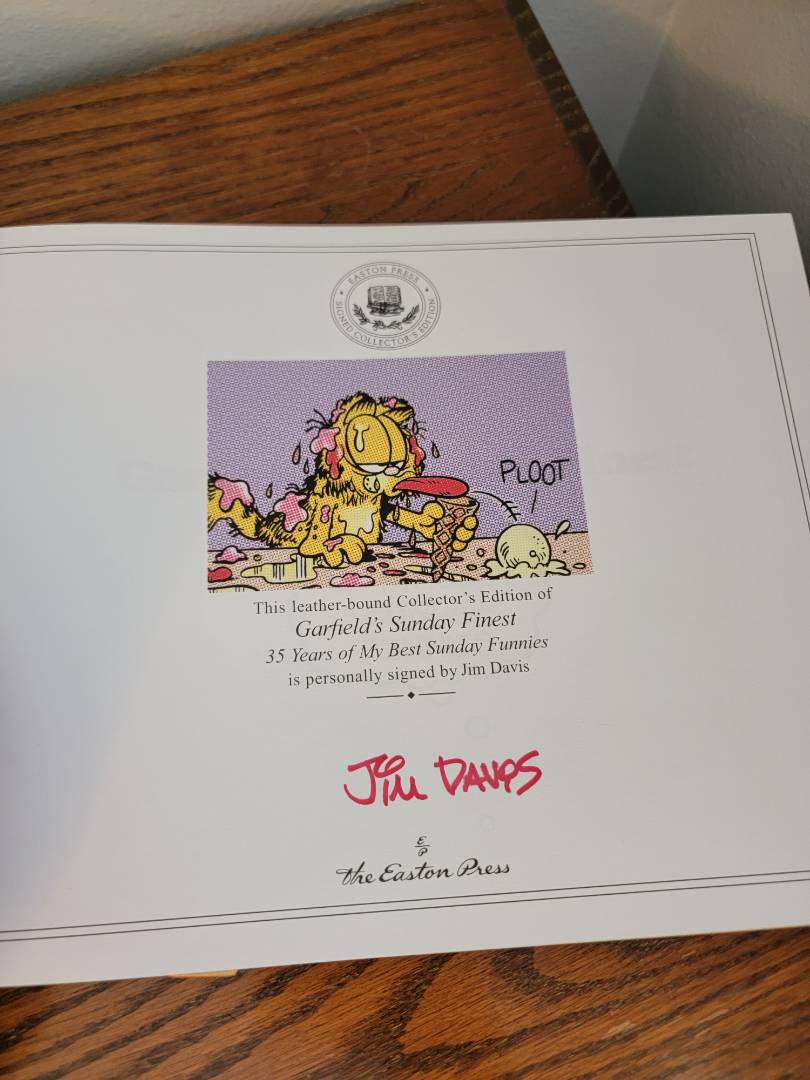 EASTON PRESS
SIGNED COLLECTOR'S EDITION
PLOOT
This leather-bound Collector's Edition of
Garfield's Sunday Finest
35 Years of My Best Sunday Funnies
is personally signed by Jim Davis
JIM DAVIS
E
P
The Easton Press